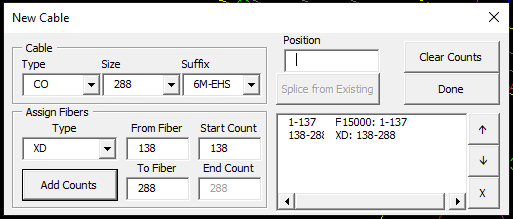 New Cable
Cable
Type Size Suffix
CO 288 6M-EHS
Position
Splice from Existing
Clear Counts
Done
Assign Fibers
Type From Fiber Start Count
XD 138 138
To Fiber End Count
Add Counts 288 288
1-137 F15000: 1-137
138-288 XD: 138-288
X